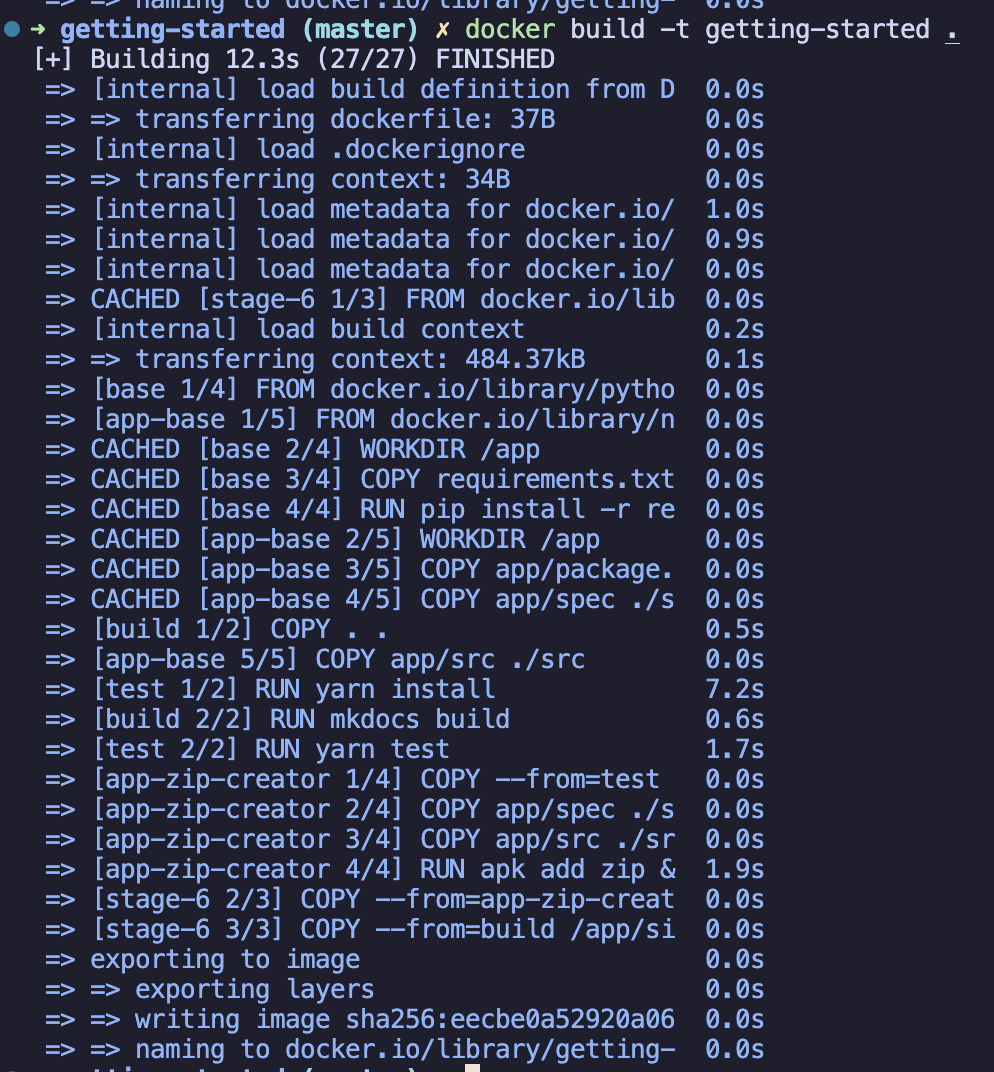 => => naming to docker.io/library/getting-
➜ getting-started (master) ✗ docker build -t getting-started .
[+] Building 12.3s (27/27) FINISHED
=> [internal] load build definition from D 0.0s
=> => transferring dockerfile: 37B 0.0s
=> [internal] load .dockerignore 0.0s
=> => transferring context: 34B 0.0s
=> [internal] load metadata for docker.io/ 1.0s
=> [internal] load metadata for docker.io/ 0.9s
=> [internal] load metadata for docker.io/ 0.0s
=> CACHED [stage-6 1/3] FROM docker.io/lib 0.0s
=> [internal] load build context 0.2s
=> => transferring context: 484.37kB 0.1s
=> [base 1/4] FROM docker.io/library/pytho 0.0s
=> [app-base 1/5] FROM docker.io/library/n 0.0s
=> CACHED [base 2/4] WORKDIR /app 0.0s
=> CACHED [base 3/4] COPY requirements.txt 0.0s
=> CACHED [base 4/4] RUN pip install -r re 0.0s
=> CACHED [app-base 2/5] WORKDIR /app 0.0s
=> CACHED [app-base 3/5] COPY app/package. 0.0s
=> CACHED [app-base 4/5] COPY app/spec ./s 0.0s
=> [build 1/2] COPY . . 0.5s
=> [app-base 5/5] COPY app/src ./src 0.0s
=> [test 1/2] RUN yarn install 7.2s
=> [build 2/2] RUN mkdocs build 0.6s
=> [test 2/2] RUN yarn test 1.7s
=> [app-zip-creator 1/4] COPY --from=test 0.0s
=> [app-zip-creator 2/4] COPY app/spec ./s 0.0s
=> [app-zip-creator 3/4] COPY app/src ./sr 0.0s
=> [app-zip-creator 4/4] RUN apk add zip & 1.9s
=> [stage-6 2/3] COPY --from=app-zip-creat 0.0s
=> [stage-6 3/3] COPY --from=build /app/si 0.0s
=> exporting to image 0.0s
=> => exporting layers 0.0s
=> => writing image sha256:eecbe0a52920a06 0.0s
=> => naming to docker.io/library/getting- 0.0s